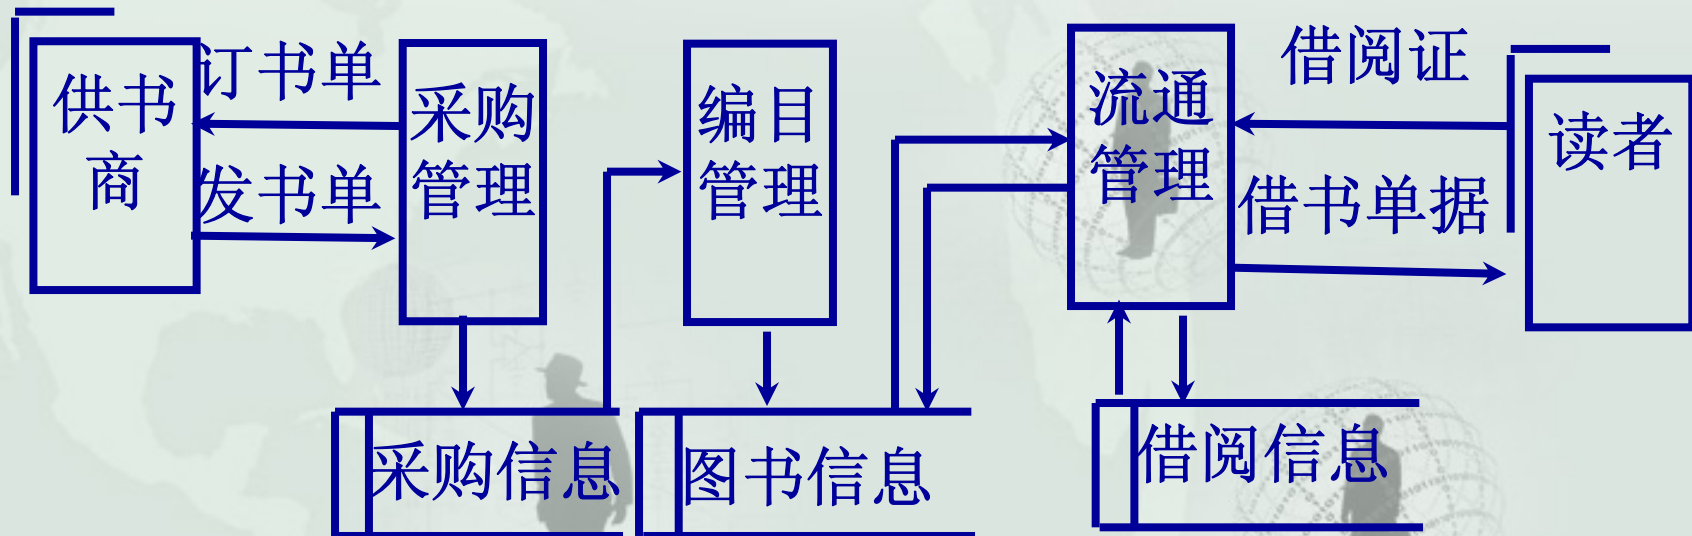 供书
商
订书单
发书单
采购
管理
编目
管理
流通
管理
借阅证
借书单据
读者
采购信息
图书信息
借阅信息